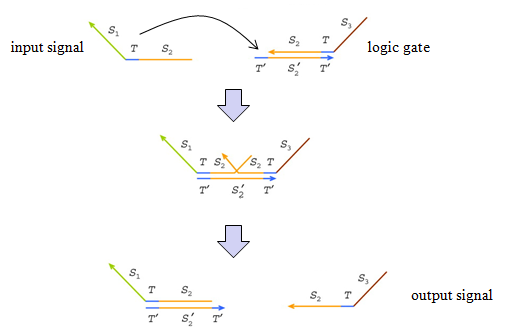 S₁ T S₂
input signal
S₂ T S₃
T′ S₂′ T′
logic gate
S₁ T S₂ S₂ T S₃
T′ S₂′ T′
S₁ T S₂
T′ S₂′ T′
S₂ T S₃
output signal